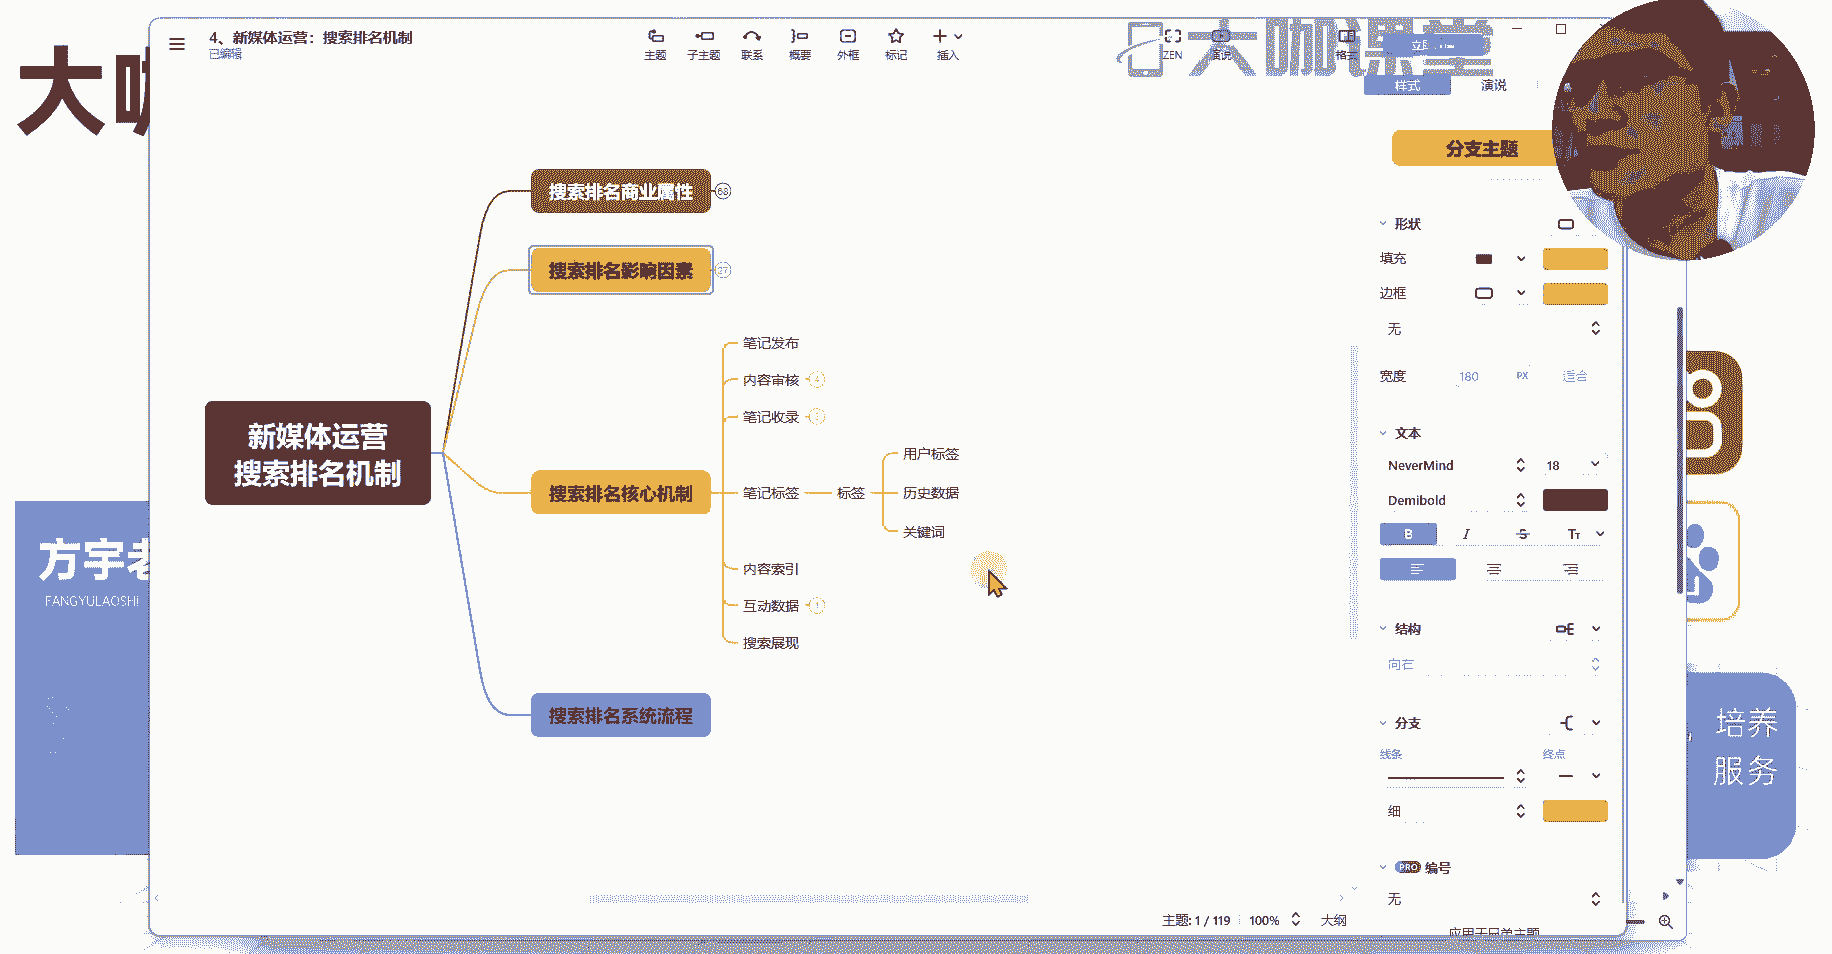 4、新媒体运营：搜索排名机制
已编辑
主题
子主题
联系
概要
外框
标记
插入
ZEN
演说
格式
大咖课堂
样式
演说
大咖
分支主题
搜索排名商业属性
68
搜索排名影响因素
27
新媒体运营
搜索排名机制
搜索排名核心机制
笔记发布
内容审核
4
笔记收录
笔记标签
标签
用户标签
历史数据
关键词
内容索引
互动数据
1
搜索展现
搜索排名系统流程
形状
填充
边框
无
宽度
180
PX
适合
文本
NeverMind
18
Demibold
B
I
S
TT
结构
向右
分支
线条
终点
细
PRO
编号
无
应用于兄弟主题
主题: 1 / 119
100%
大纲
方宇老
FANGYULAOSHI
培养
服务